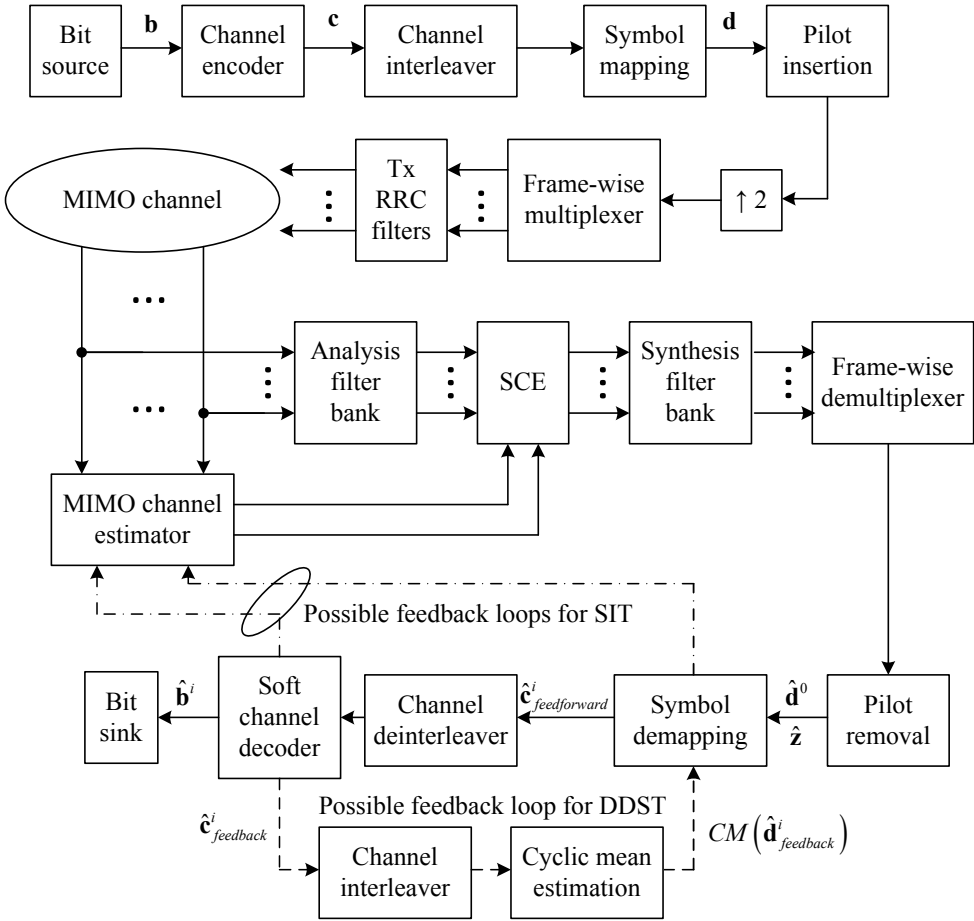 b
c
d
Bit
source
Channel
encoder
Channel
interleaver
Symbol
mapping
Pilot
insertion
MIMO channel
Tx
RRC
filters
Frame-wise
multiplexer
↑ 2
Analysis
filter
bank
SCE
Synthesis
filter
bank
Frame-wise
demultiplexer
MIMO channel
estimator
Possible feedback loops for SIT
Bit
sink
b̂^i
Soft
channel
decoder
Channel
deinterleaver
ĉ^i_feedforward
Symbol
demapping
d̂^0
ẑ
Pilot
removal
Possible feedback loop for DDST
ĉ^i_feedback
Channel
interleaver
Cyclic mean
estimation
CM(d̂^i_feedback)